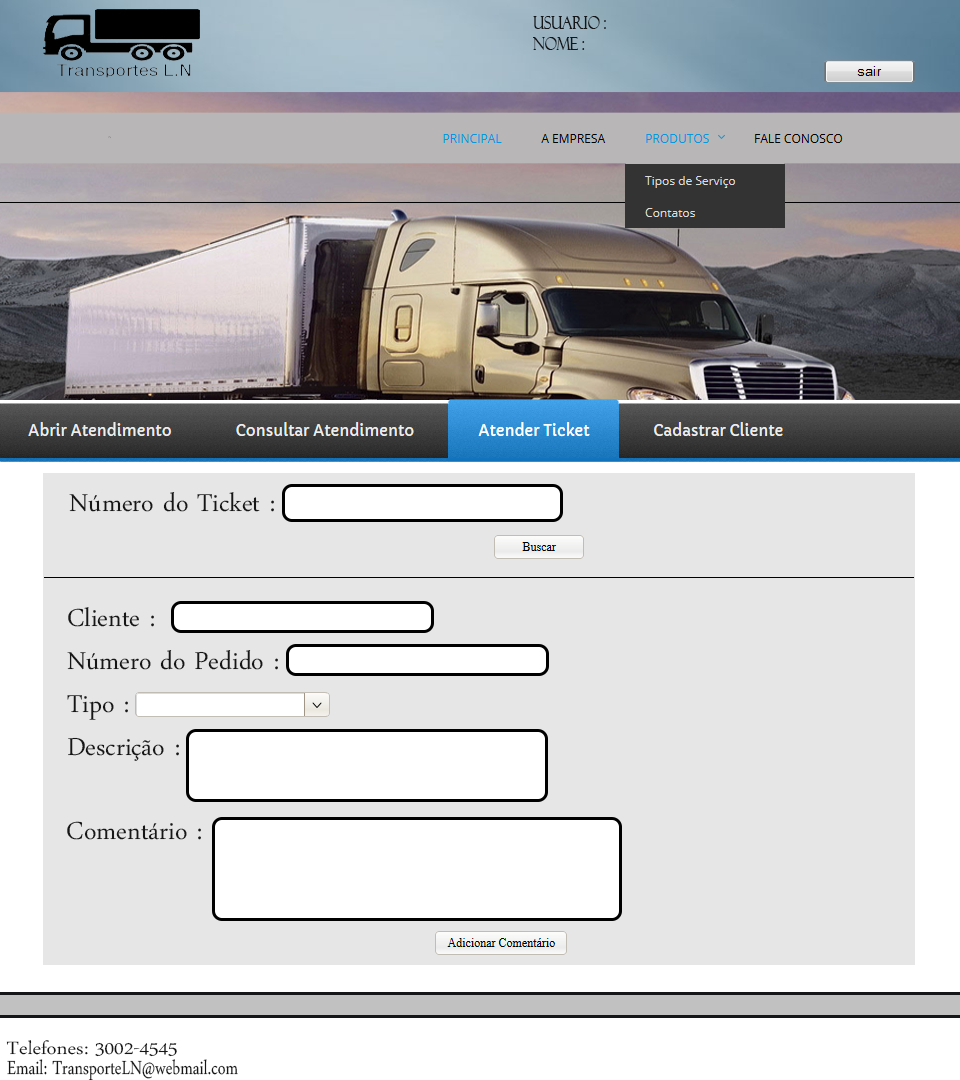 Transportes L.N
USUARIO :
NOME :
sair
PRINCIPAL A EMPRESA PRODUTOS FALE CONOSCO
Tipos de Serviço
Contatos
Abrir Atendimento Consultar Atendimento Atender Ticket Cadastrar Cliente
Número do Ticket :
Buscar
Cliente :
Número do Pedido :
Tipo :
Descrição :
Comentário :
Adicionar Comentário
Telefones: 3002-4545
Email: TransporteLN@webmail.com